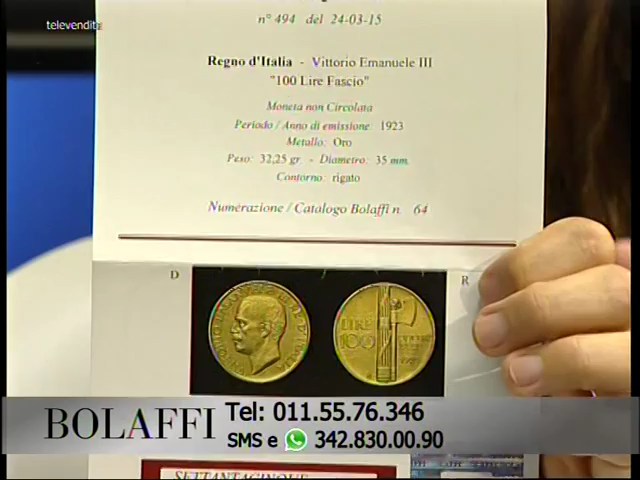 televendita
n° 494 del 24-03-15
Regno d'Italia - Vittorio Emanuele III
"100 Lire Fascio"
Moneta non Circolata
Periodo / Anno di emissione: 1923
Metallo: Oro
Peso: 32,25 gr. - Diametro: 35 mm.
Contorno: rigato
Numerazione / Catalogo Bolaffi n. 64
D
R
LIRE
100
BOLAFFI
Tel: 011.55.76.346
SMS e 342.830.00.90
SETTANTACINQUE